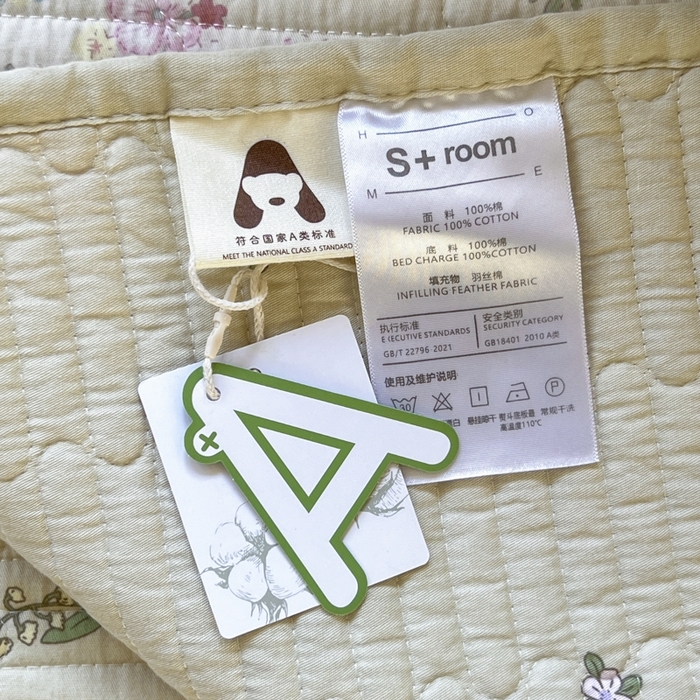 符合国家A类标准
MEET THE NATIONAL CLASS A STANDARD
H O
S+ room
M E
面 料 100%棉
FABRIC 100% COTTON
底 料 100%棉
BED CHARGE 100%COTTON
填充物 羽丝棉
INFILLING FEATHER FABRIC
执行标准
E ECUTIVE STANDARDS
GB/T 22796 2021
安全类别
SECURITY CATEGORY
GB18401 2010 A类
使用及维护说明:
30 P
白 悬挂晾干 熨斗底板最 常规干洗
高温度110℃
A+